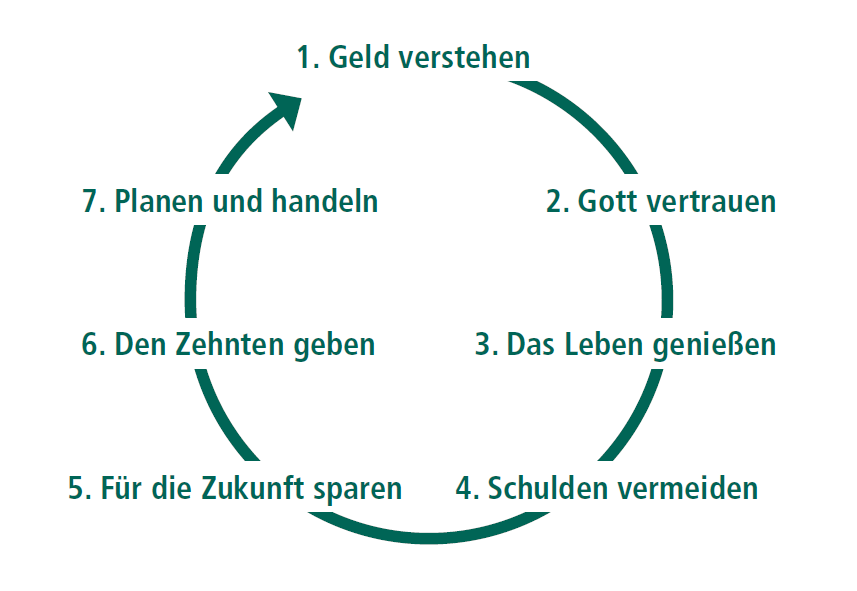 1. Geld verstehen
2. Gott vertrauen
3. Das Leben genießen
4. Schulden vermeiden
5. Für die Zukunft sparen
6. Den Zehnten geben
7. Planen und handeln